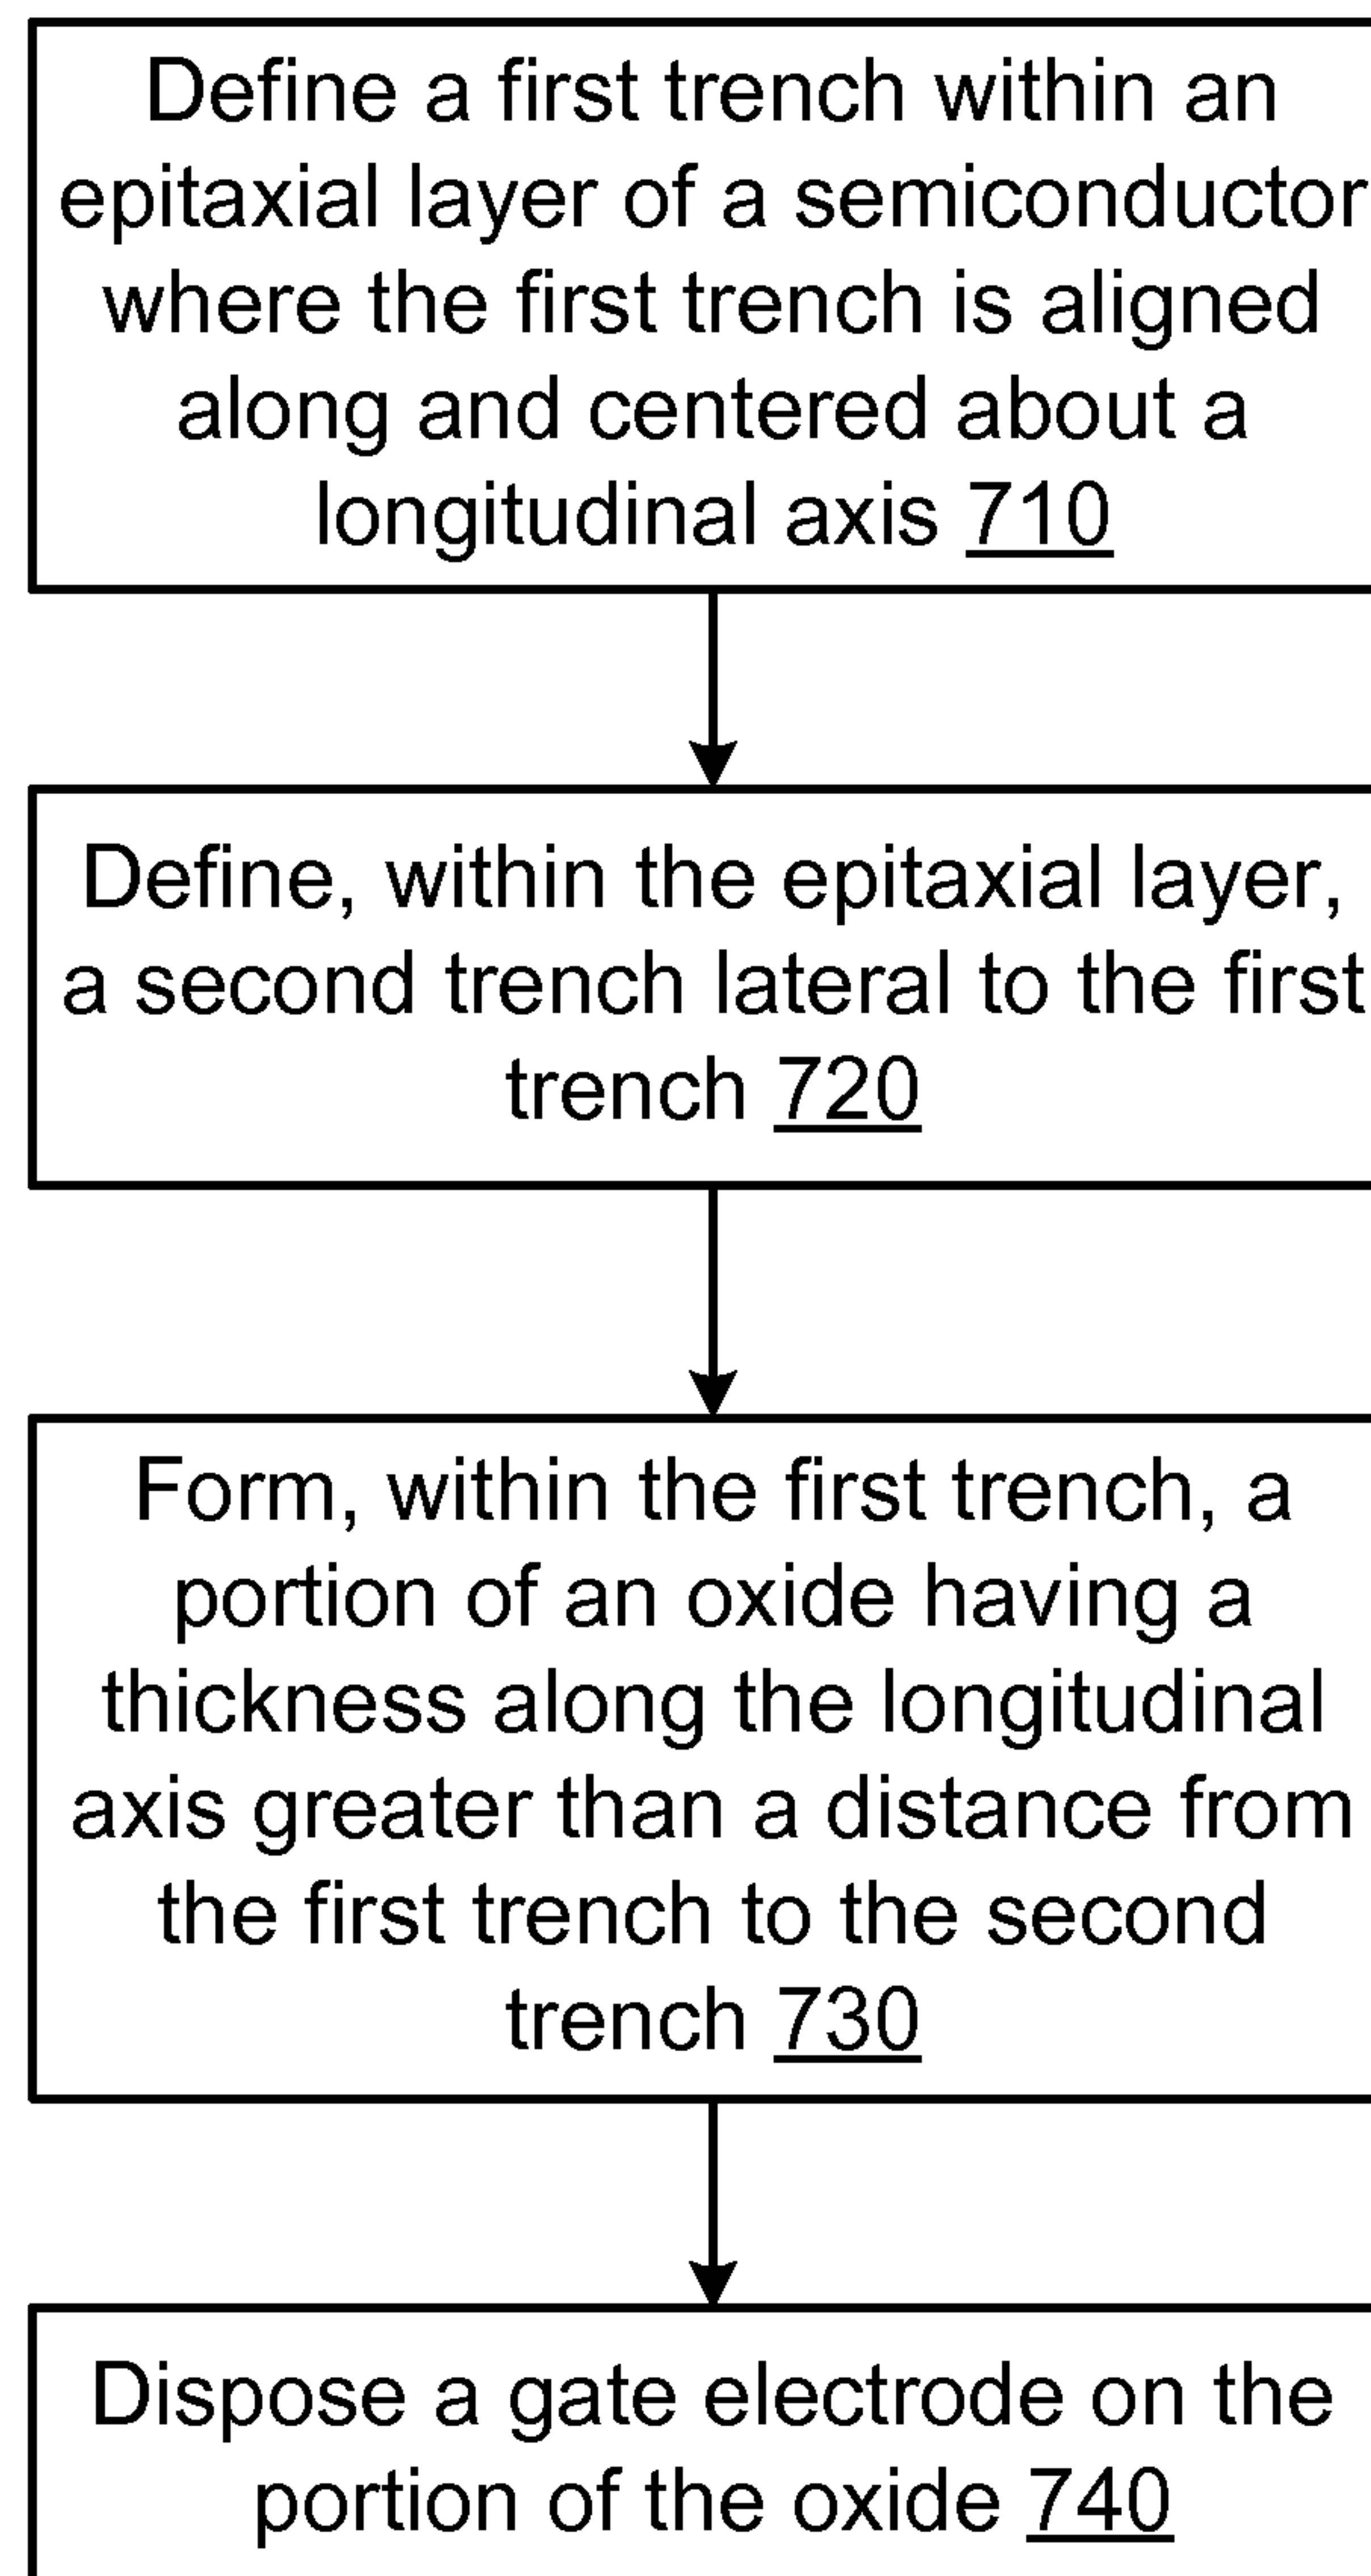 Define a first trench within an
epitaxial layer of a semiconductor
where the first trench is aligned
along and centered about a
longitudinal axis 710
Define, within the epitaxial layer,
a second trench lateral to the first
trench 720
Form, within the first trench, a
portion of an oxide having a
thickness along the longitudinal
axis greater than a distance from
the first trench to the second
trench 730
Dispose a gate electrode on the
portion of the oxide 740